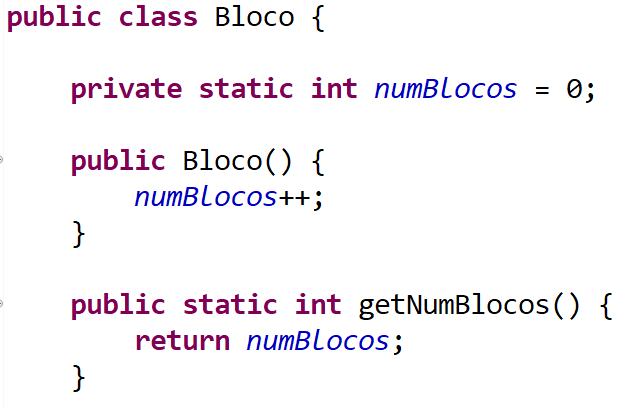 public class Bloco {
private static int numBlocos = 0;
public Bloco() {
numBlocos++;
}
public static int getNumBlocos() {
return numBlocos;
}